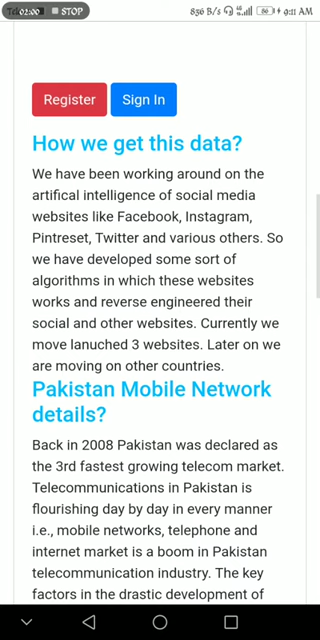 02:00 STOP 836 B/s 9:11 AM
Register Sign In
How we get this data?
We have been working around on the
artifical intelligence of social media
websites like Facebook, Instagram,
Pintreset, Twitter and various others. So
we have developed some sort of
algorithms in which these websites
works and reverse engineered their
social and other websites. Currently we
move lanuched 3 websites. Later on we
are moving on other countries.
Pakistan Mobile Network
details?
Back in 2008 Pakistan was declared as
the 3rd fastest growing telecom market.
Telecommunications in Pakistan is
flourishing day by day in every manner
i.e., mobile networks, telephone and
internet market is a boom in Pakistan
telecommunication industry. The key
factors in the drastic development of